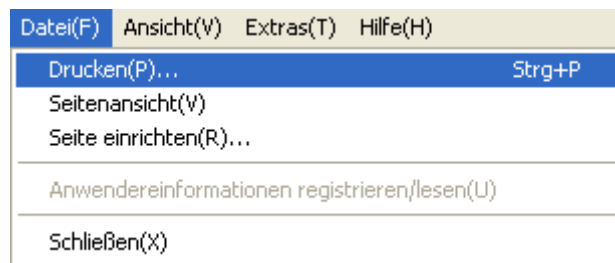 Datei(F) Ansicht(V) Extras(T) Hilfe(H)
Drucken(P)... Strg+P
Seitenansicht(V)
Seite einrichten(R)...
Anwendereinformationen registrieren/lesen(U)
Schließen(X)